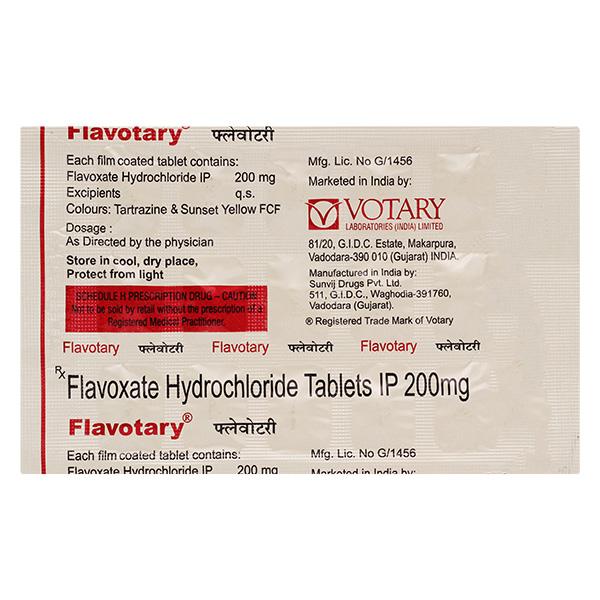 Flavotary® फ्लेवोटरी
Each film coated tablet contains:
Flavoxate Hydrochloride IP 200 mg
Excipients q.s.
Colours: Tartrazine & Sunset Yellow FCF
Dosage :
As Directed by the physician
Store in cool, dry place,
Protect from light
SCHEDULE H PRESCRIPTION DRUG – CAUTION
Not to be sold by retail without the prescription of a
Registered Medical Practitioner.
Mfg. Lic. No G/1456
Marketed in India by:
VOTARY
LABORATORIES (INDIA) LIMITED
81/20, G.I.D.C. Estate, Makarpura,
Vadodara-390 010 (Gujarat) INDIA.
Manufactured in India by:
Sunvij Drugs Pvt. Ltd.
511, G.I.D.C., Waghodia-391760,
Vadodara (Gujarat).
® Registered Trade Mark of Votary
Flavotary फ्लेवोटरी Flavotary फ्लेवोटरी Flavotary फ्लेवोटरी
Rx Flavoxate Hydrochloride Tablets IP 200mg
Flavotary® फ्लेवोटरी
Each film coated tablet contains:
Flavoxate Hydrochloride IP 200 mg
Mfg. Lic. No G/1456
Marketed in India by: